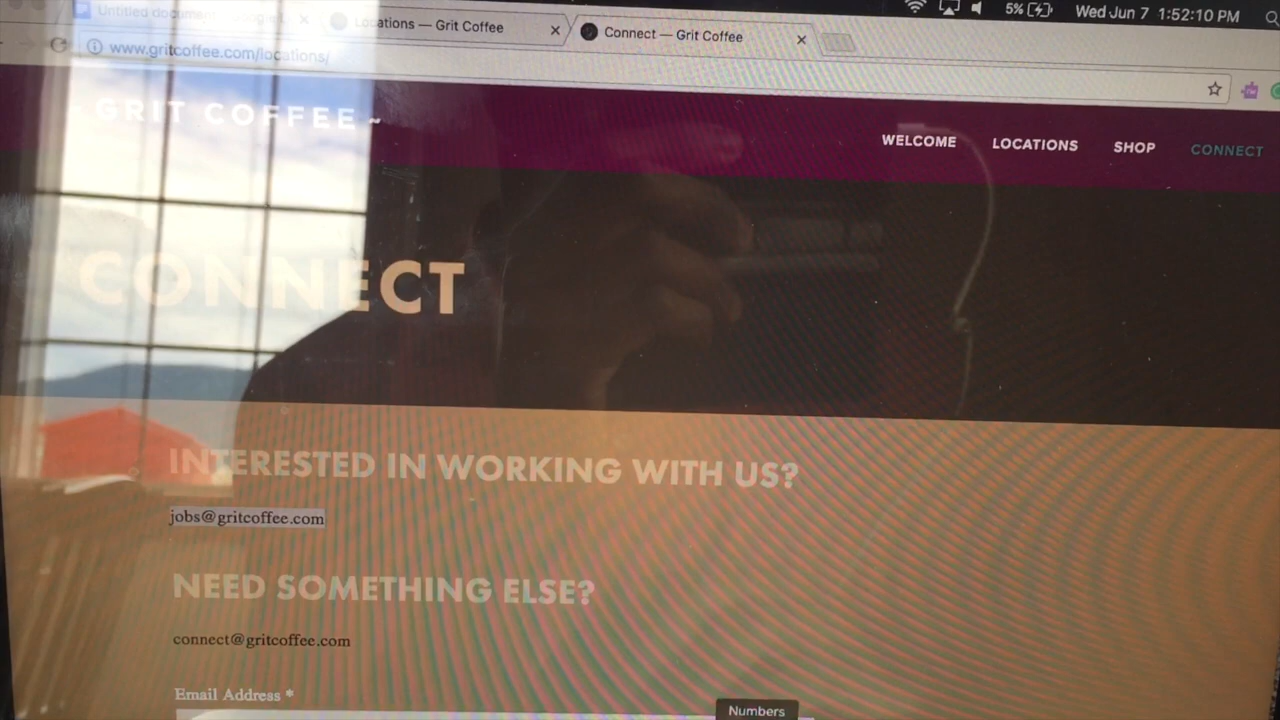 5% Wed Jun 7 1:52:10 PM
Untitled document
Locations — Grit Coffee
Connect — Grit Coffee
www.gritcoffee.com/locations/
~ GRIT COFFEE ~
WELCOME LOCATIONS SHOP CONNECT
CONNECT
INTERESTED IN WORKING WITH US?
jobs@gritcoffee.com
NEED SOMETHING ELSE?
connect@gritcoffee.com
Email Address *
Numbers